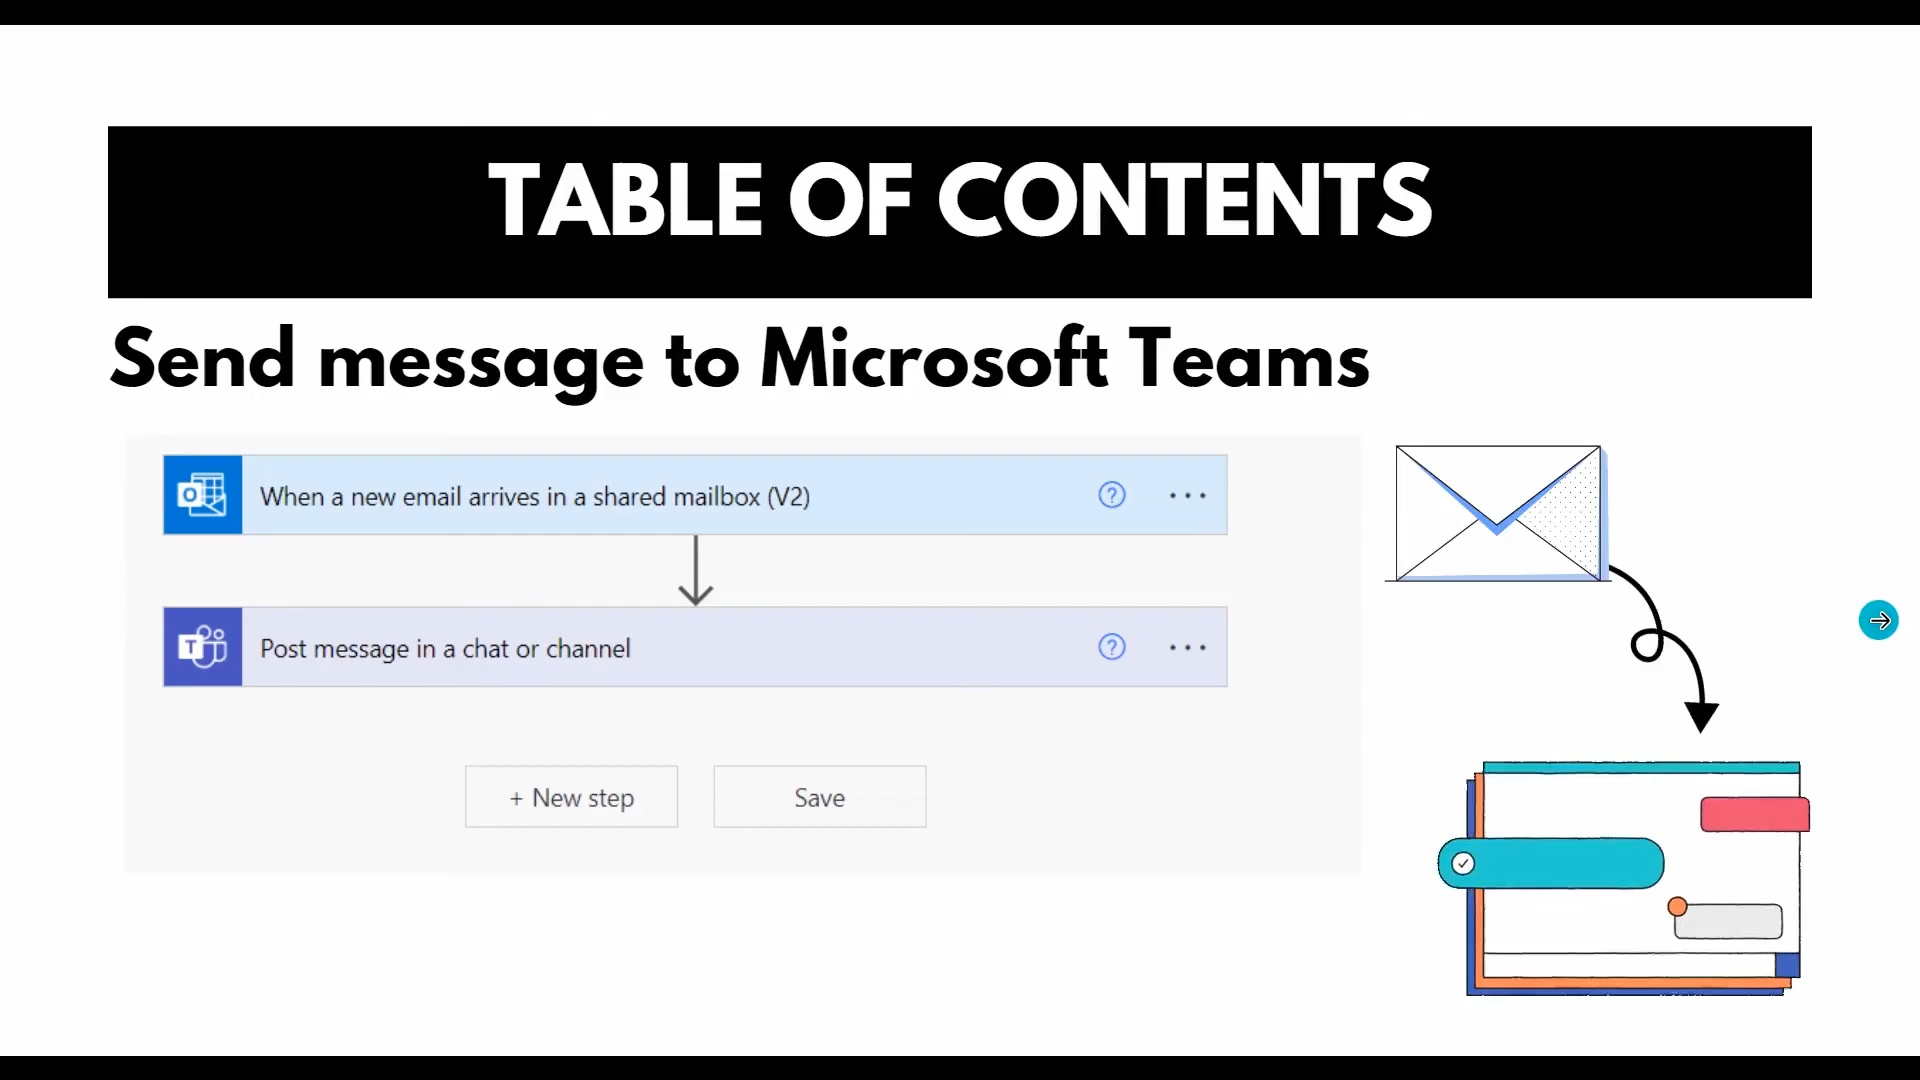 TABLE OF CONTENTS
Send message to Microsoft Teams
When a new email arrives in a shared mailbox (V2)
Post message in a chat or channel
+ New step
Save